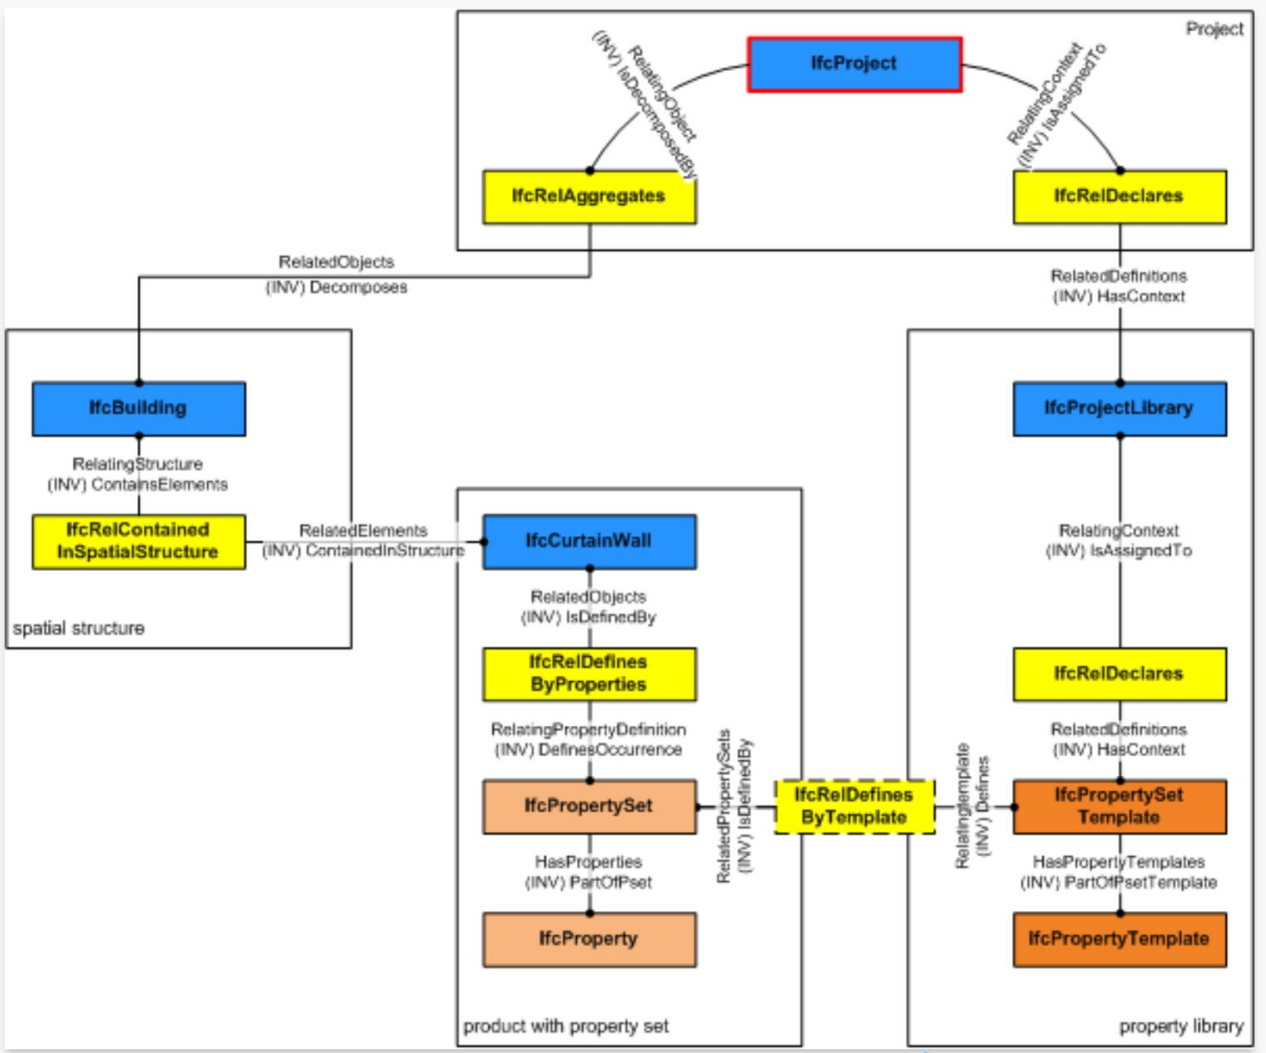 Project
IfcProject
RelatingObject
(INV) IsDecomposedBy
RelatingContext
(INV) IsAssignedTo
IfcRelAggregates
IfcRelDeclares
RelatedObjects
(INV) Decomposes
RelatedDefinitions
(INV) HasContext
IfcBuilding
RelatingStructure
(INV) ContainsElements
IfcRelContained
InSpatialStructure
spatial structure
RelatedElements
(INV) ContainedInStructure
IfcCurtainWall
RelatedObjects
(INV) IsDefinedBy
IfcRelDefines
ByProperties
RelatingPropertyDefinition
(INV) DefinesOccurrence
IfcPropertySet
HasProperties
(INV) PartOfPset
IfcProperty
product with property set
RelatedPropertySets
(INV) IsDefinedBy
IfcRelDefines
ByTemplate
Relatingtemplate
(INV) Defines
IfcProjectLibrary
RelatingContext
(INV) IsAssignedTo
IfcRelDeclares
RelatedDefinitions
(INV) HasContext
IfcPropertySet
Template
HasPropertyTemplates
(INV) PartOfPsetTemplate
IfcPropertyTemplate
property library